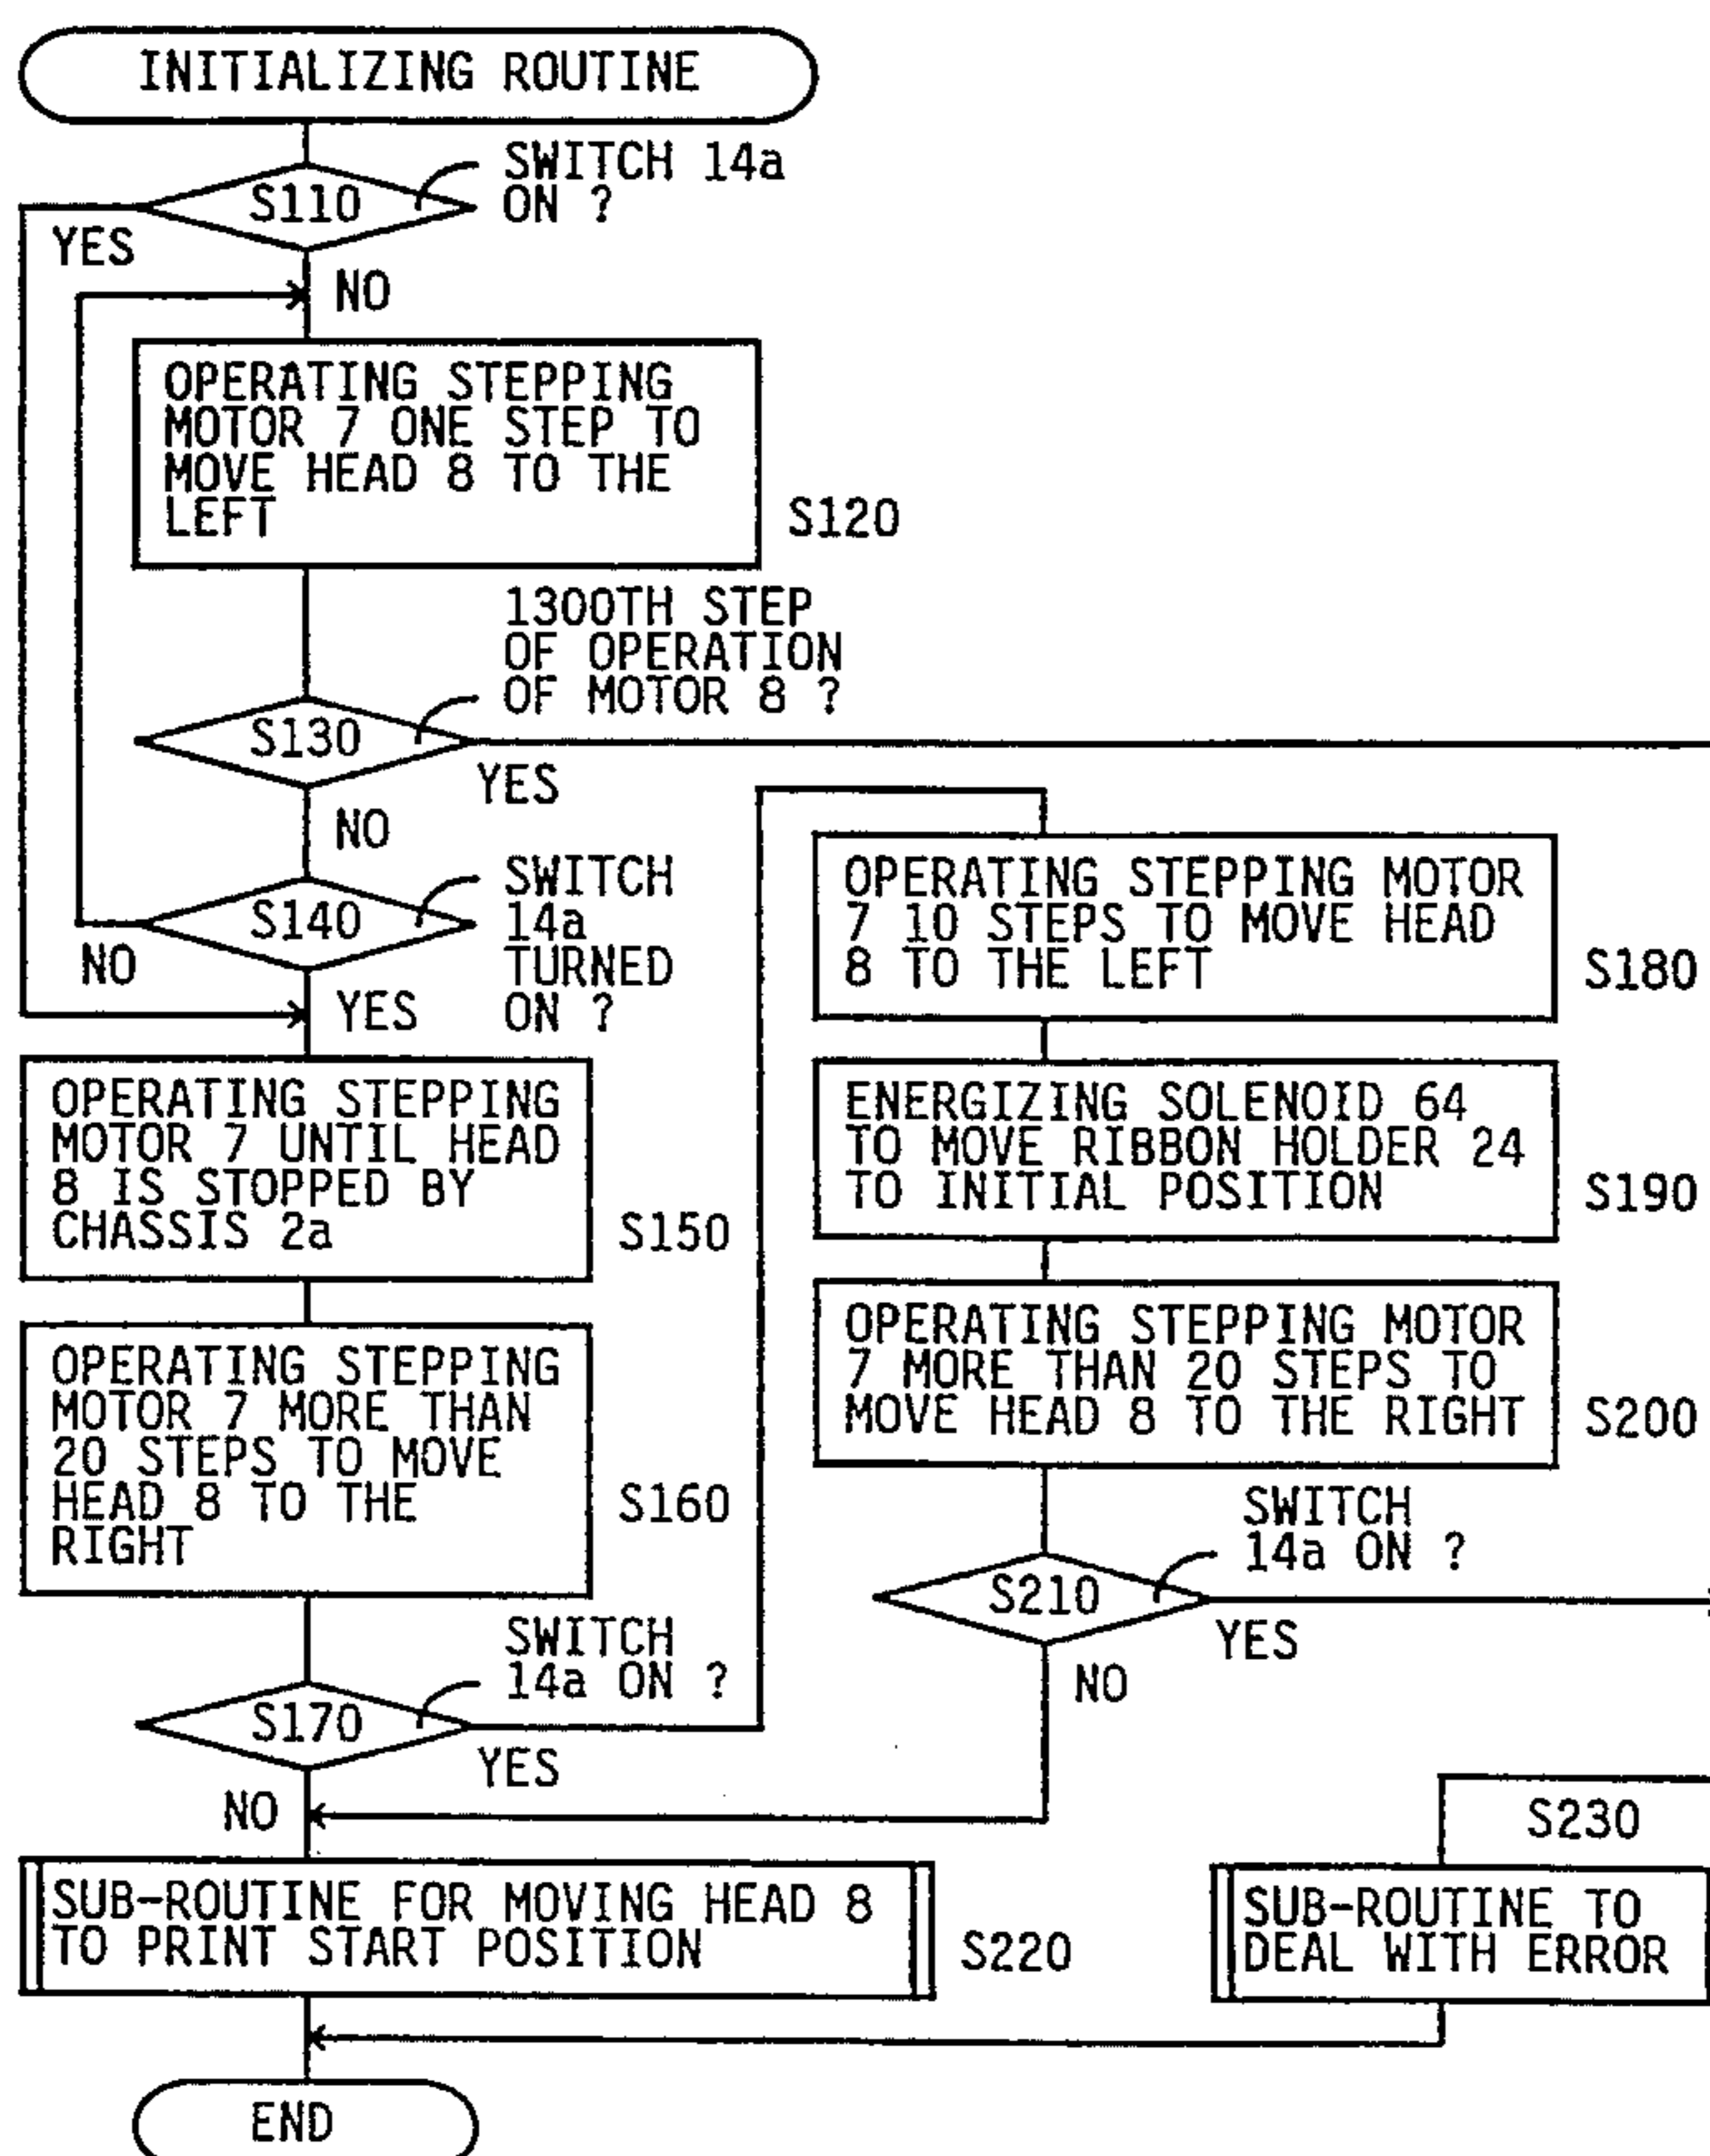 INITIALIZING ROUTINE
SWITCH 14a
ON ?
S110
YES
NO
OPERATING STEPPING
MOTOR 7 ONE STEP TO
MOVE HEAD 8 TO THE
LEFT
S120
1300TH STEP
OF OPERATION
OF MOTOR 8 ?
S130
YES
NO
SWITCH
14a
TURNED
ON ?
S140
NO
YES
OPERATING STEPPING
MOTOR 7 UNTIL HEAD
8 IS STOPPED BY
CHASSIS 2a
S150
OPERATING STEPPING
MOTOR 7 MORE THAN
20 STEPS TO MOVE
HEAD 8 TO THE
RIGHT
S160
SWITCH
14a ON ?
S170
YES
NO
OPERATING STEPPING MOTOR
7 10 STEPS TO MOVE HEAD
8 TO THE LEFT
S180
ENERGIZING SOLENOID 64
TO MOVE RIBBON HOLDER 24
TO INITIAL POSITION
S190
OPERATING STEPPING MOTOR
7 MORE THAN 20 STEPS TO
MOVE HEAD 8 TO THE RIGHT
S200
SWITCH
14a ON ?
S210
YES
NO
SUB-ROUTINE FOR MOVING HEAD 8
TO PRINT START POSITION
S220
S230
SUB-ROUTINE TO
DEAL WITH ERROR
END